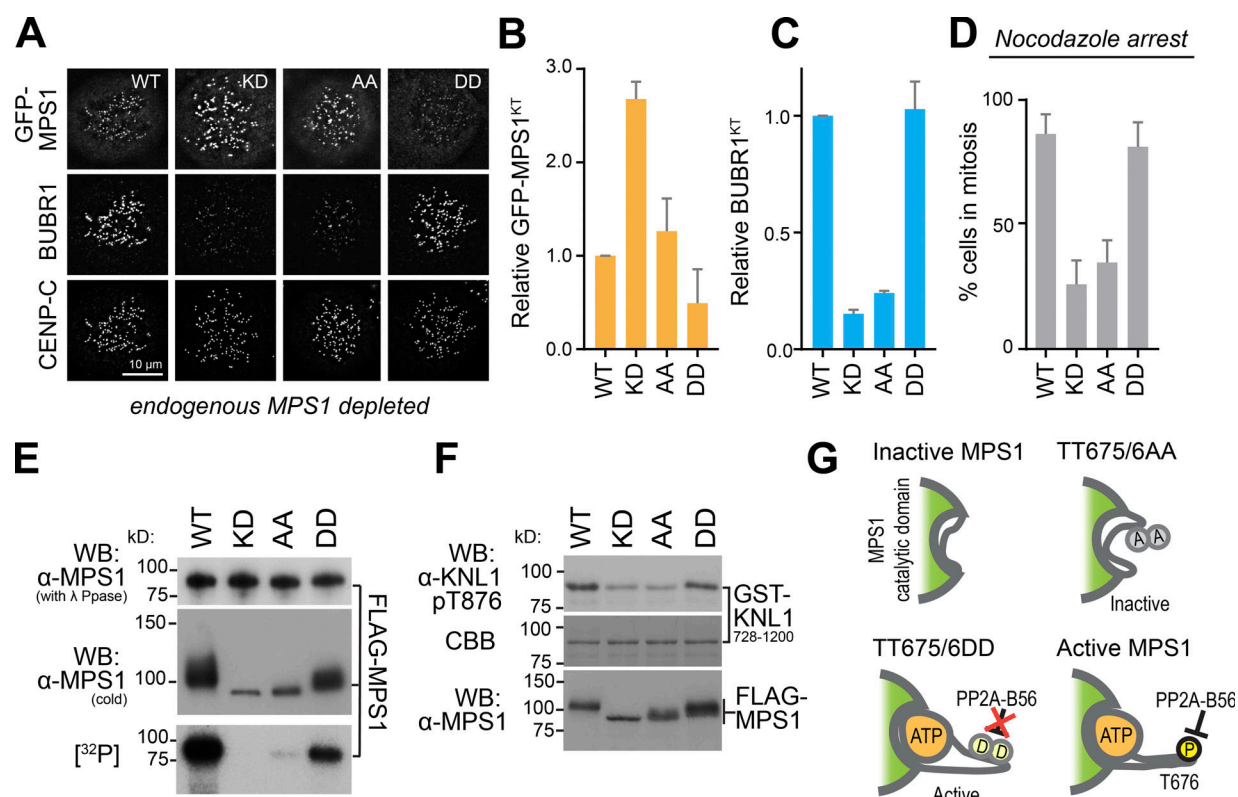 A
WT
KD
AA
DD
GFP-
MPS1
BUBR1
CENP-C
10 µm
endogenous MPS1 depleted
B
Relative GFP-MPS1KT
3.0
2.0
1.0
0.0
WT
KD
AA
DD
C
Relative BUBR1KT
1.0
0.5
0.0
WT
KD
AA
DD
D
Nocodazole arrest
% cells in mitosis
100
50
0
WT
KD
AA
DD
E
WT
KD
AA
DD
kD:
WB:
α-MPS1
(with λ Ppase)
100
75
WB:
α-MPS1
(cold)
150
100
[32P]
100
75
FLAG-MPS1
F
WT
KD
AA
DD
kD:
WB:
α-KNL1
pT876
100
75
CBB
100
75
GST-
KNL1
728-1200
WB:
α-MPS1
150
100
75
FLAG-
MPS1
G
Inactive MPS1
MPS1
catalytic domain
TT675/6AA
A A
Inactive
TT675/6DD
PP2A-B56
ATP
D D
Active
Active MPS1
PP2A-B56
ATP
P
T676